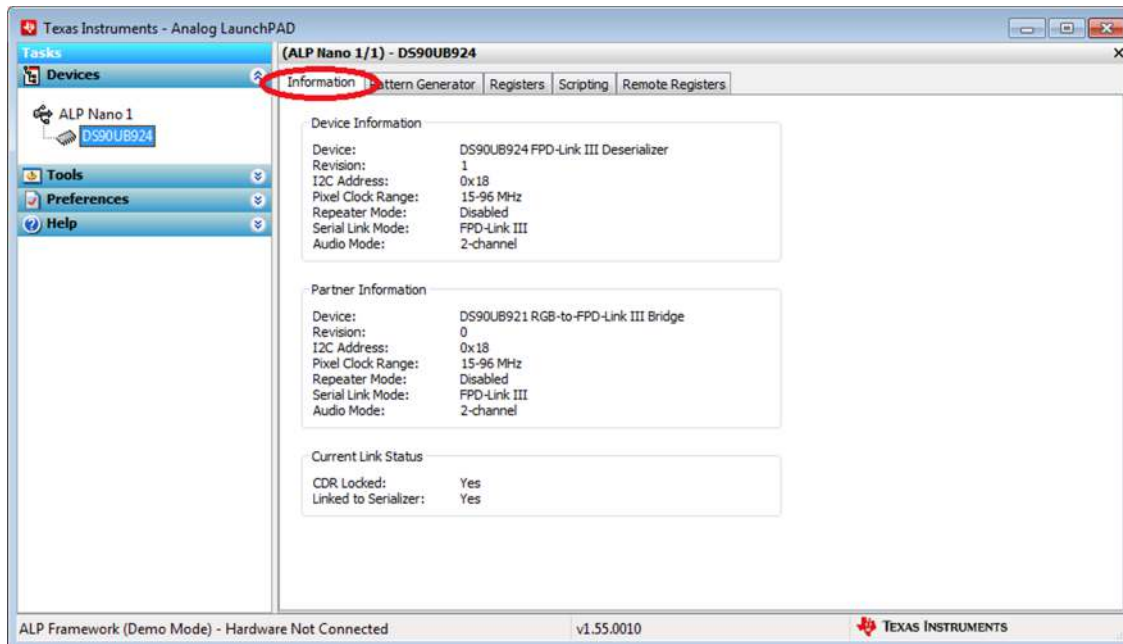 Texas Instruments - Analog LaunchPAD
Tasks
Devices
ALP Nano 1
DS90UB924
Tools
Preferences
Help
(ALP Nano 1/1) - DS90UB924
Information Pattern Generator Registers Scripting Remote Registers
Device Information
Device: DS90UB924 FPD-Link III Deserializer
Revision: 1
I2C Address: 0x18
Pixel Clock Range: 15-96 MHz
Repeater Mode: Disabled
Serial Link Mode: FPD-Link III
Audio Mode: 2-channel
Partner Information
Device: DS90UB921 RGB-to-FPD-Link III Bridge
Revision: 0
I2C Address: 0x18
Pixel Clock Range: 15-96 MHz
Repeater Mode: Disabled
Serial Link Mode: FPD-Link III
Audio Mode: 2-channel
Current Link Status
CDR Locked: Yes
Linked to Serializer: Yes
ALP Framework (Demo Mode) - Hardware Not Connected v1.55.0010 TEXAS INSTRUMENTS